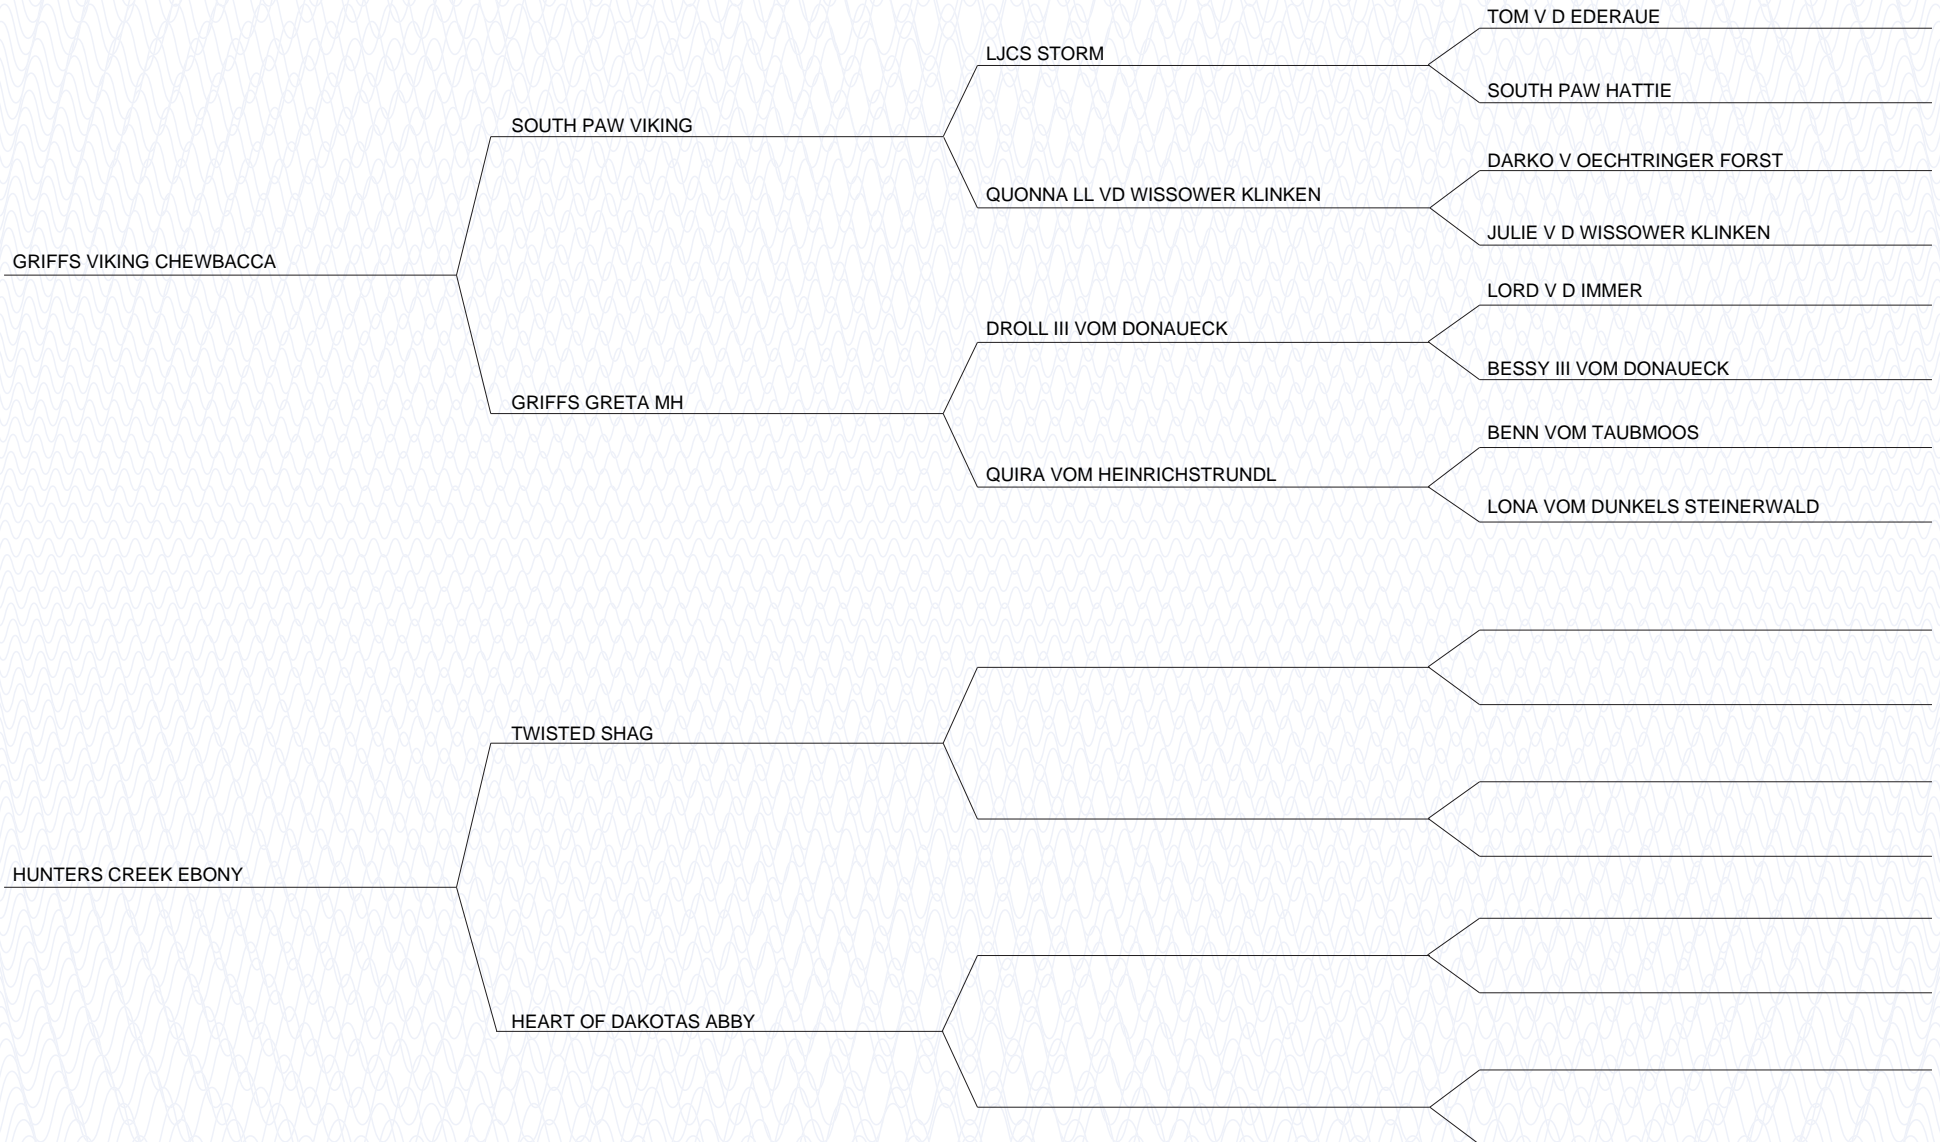 TOM V D EDERAUE
LJCS STORM
SOUTH PAW HATTIE
SOUTH PAW VIKING
DARKO V OECHTRINGER FORST
QUONNA LL VD WISSOWER KLINKEN
JULIE V D WISSOWER KLINKEN
GRIFFS VIKING CHEWBACCA
LORD V D IMMER
DROLL III VOM DONAUECK
BESSY III VOM DONAUECK
GRIFFS GRETA MH
BENN VOM TAUBMOOS
QUIRA VOM HEINRICHSTRUNDL
LONA VOM DUNKELS STEINERWALD
TWISTED SHAG
HUNTERS CREEK EBONY
HEART OF DAKOTAS ABBY